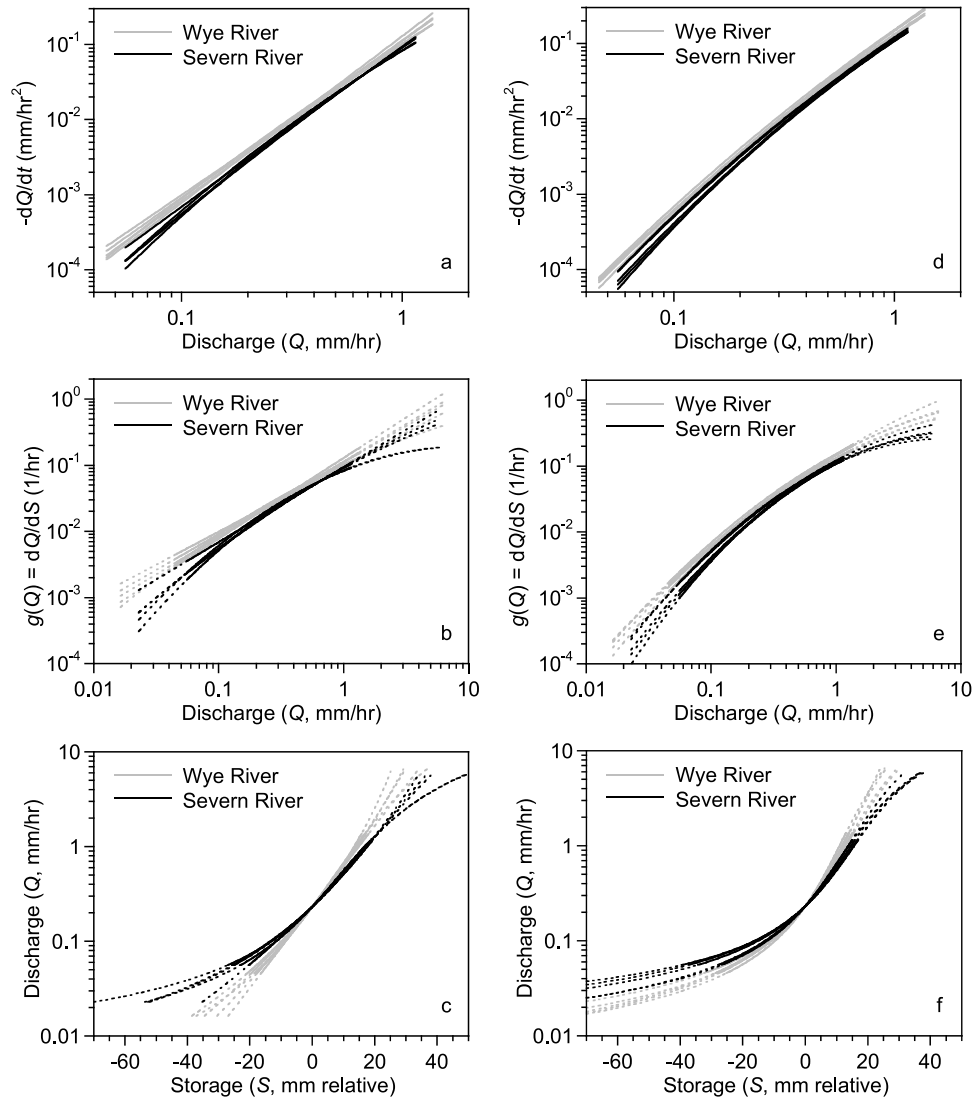 Wye River
Severn River
10⁻¹
10⁻²
10⁻³
10⁻⁴
-dQ/dt (mm/hr²)
a
0.1
1
Discharge (Q, mm/hr)
Wye River
Severn River
10⁻¹
10⁻²
10⁻³
10⁻⁴
-dQ/dt (mm/hr²)
d
0.1
1
Discharge (Q, mm/hr)
Wye River
Severn River
10⁰
10⁻¹
10⁻²
10⁻³
10⁻⁴
g(Q) = dQ/dS (1/hr)
b
0.01
0.1
1
10
Discharge (Q, mm/hr)
Wye River
Severn River
10⁰
10⁻¹
10⁻²
10⁻³
10⁻⁴
g(Q) = dQ/dS (1/hr)
e
0.01
0.1
1
10
Discharge (Q, mm/hr)
Wye River
Severn River
10
1
0.1
0.01
Discharge (Q, mm/hr)
c
-60
-40
-20
0
20
40
Storage (S, mm relative)
Wye River
Severn River
10
1
0.1
0.01
Discharge (Q, mm/hr)
f
-60
-40
-20
0
20
40
Storage (S, mm relative)